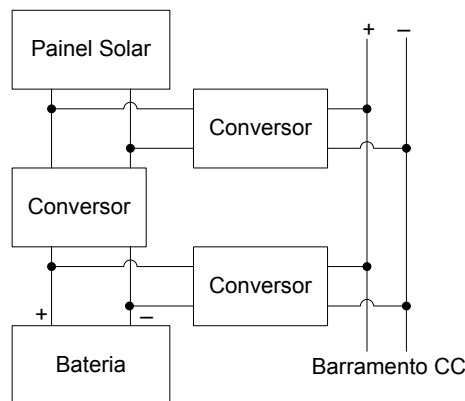 Painel Solar
+ –
Conversor
Conversor
Conversor
+ –
Bateria
Barramento CC